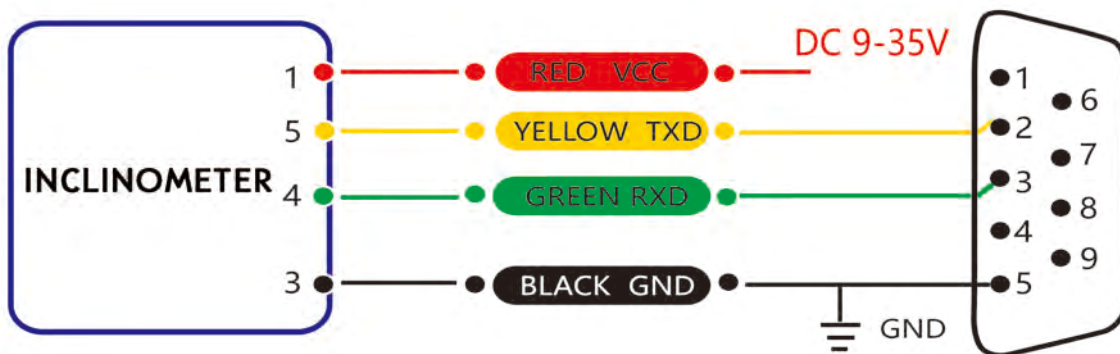 DC 9-35V
1 RED VCC 1
6
5 YELLOW TXD 2
7
INCLINOMETER
4 GREEN RXD 3
8
4
9
3 BLACK GND 5
GND